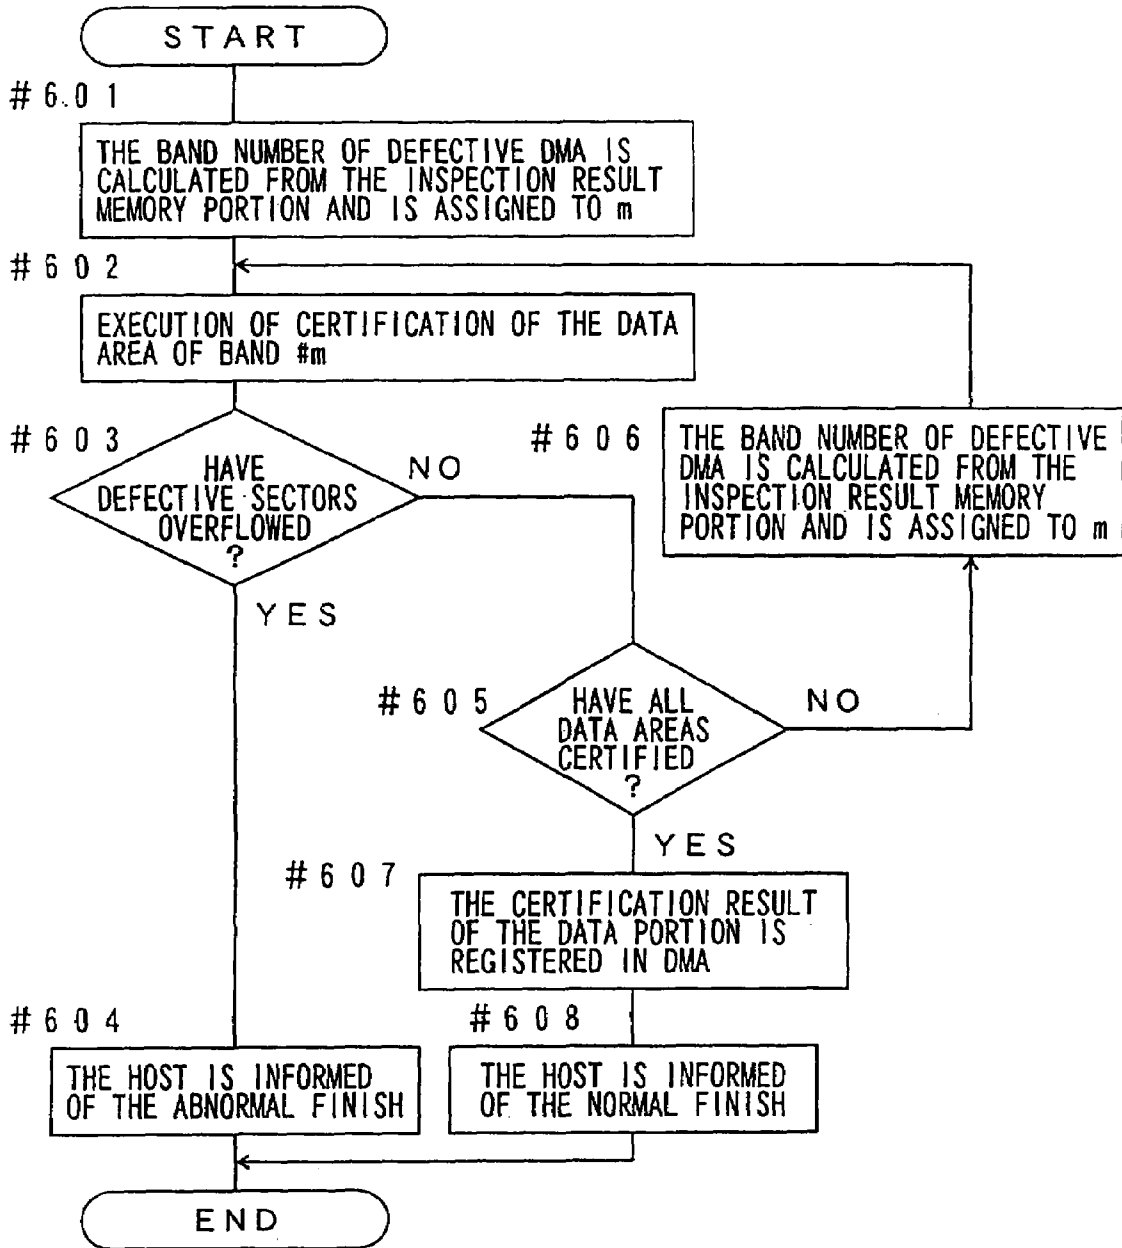 START
#6.01
THE BAND NUMBER OF DEFECTIVE DMA IS
CALCULATED FROM THE INSPECTION RESULT
MEMORY PORTION AND IS ASSIGNED TO m
#602
EXECUTION OF CERTIFICATION OF THE DATA
AREA OF BAND #m
#603
HAVE
DEFECTIVE SECTORS
OVERFLOWED
?
NO
YES
#606
THE BAND NUMBER OF DEFECTIVE
DMA IS CALCULATED FROM THE
INSPECTION RESULT MEMORY
PORTION AND IS ASSIGNED TO m
#605
HAVE ALL
DATA AREAS
CERTIFIED
?
NO
YES
#607
THE CERTIFICATION RESULT
OF THE DATA PORTION IS
REGISTERED IN DMA
#604
THE HOST IS INFORMED
OF THE ABNORMAL FINISH
#608
THE HOST IS INFORMED
OF THE NORMAL FINISH
END